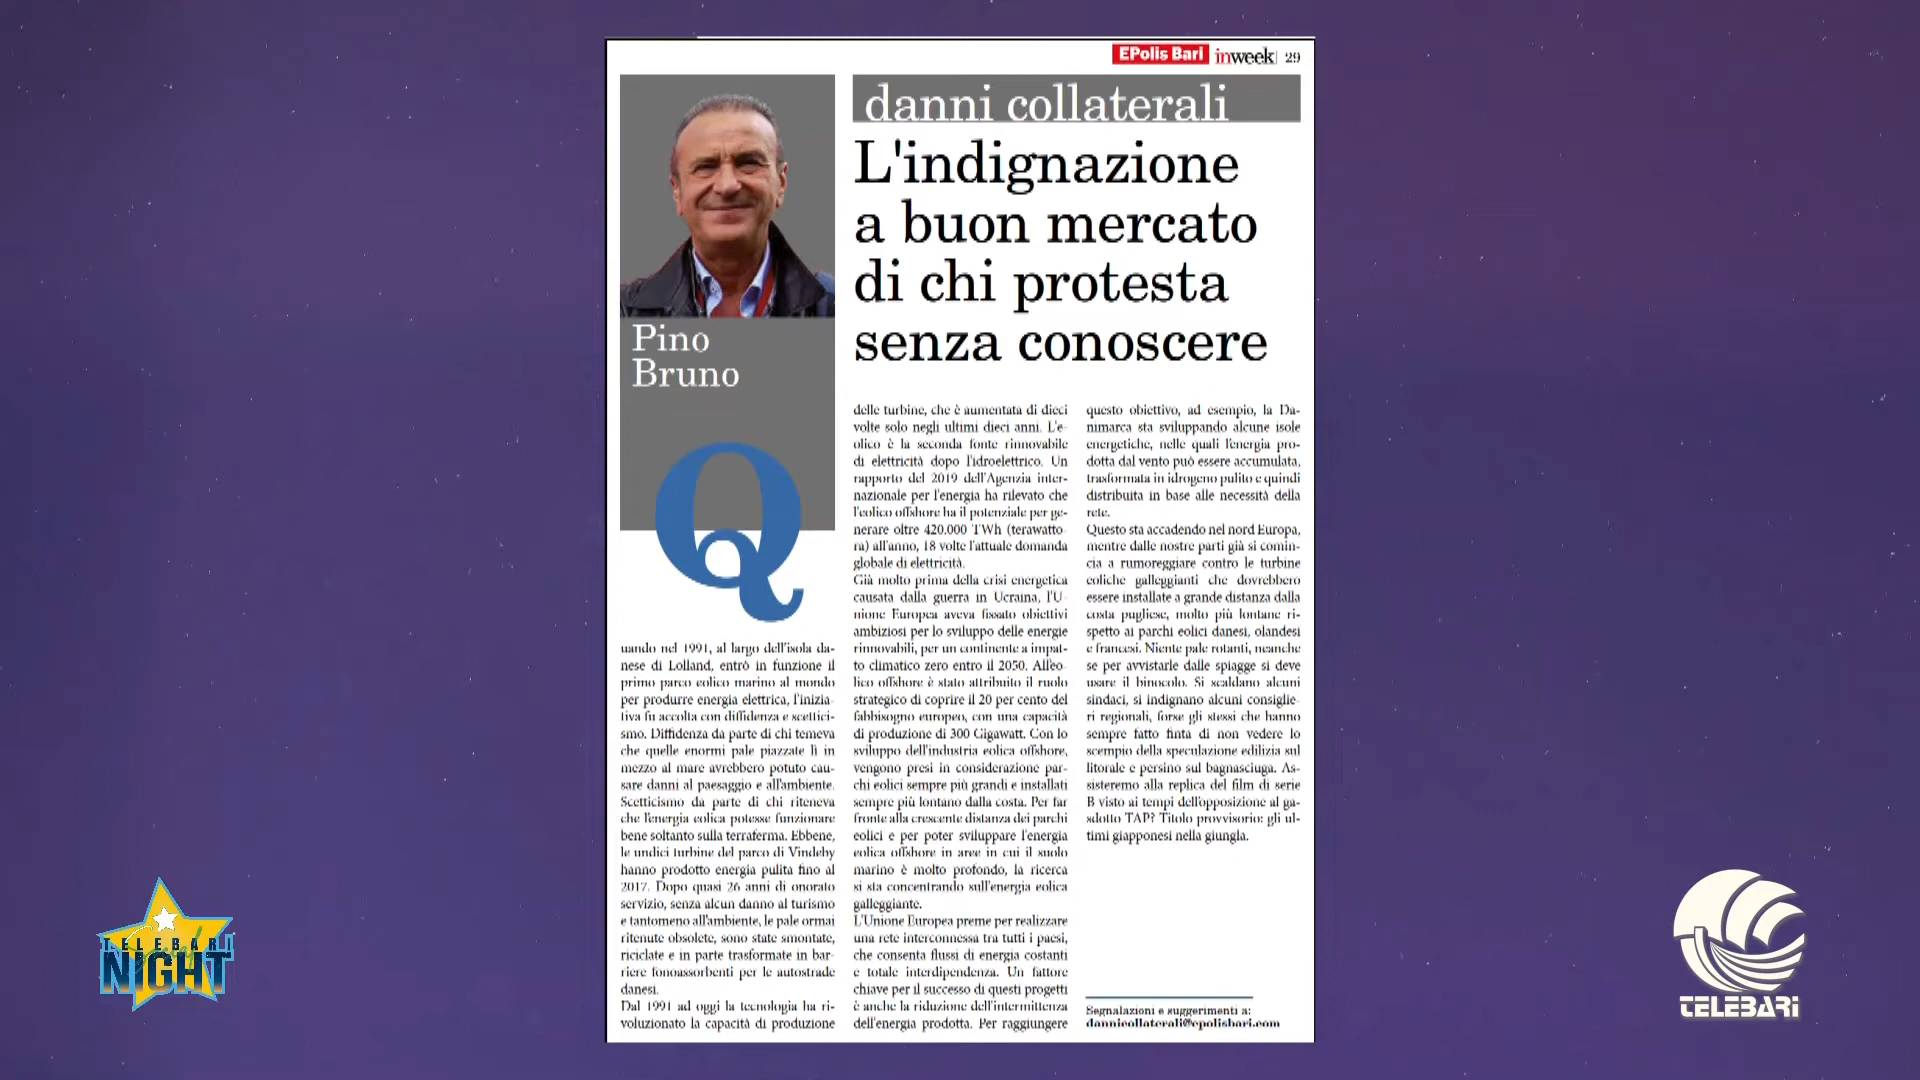 EPolis Bari inweek 29
danni collaterali
L'indignazione
a buon mercato
di chi protesta
senza conoscere
Pino
Bruno
Q
uando nel 1991, al largo dell'isola da-
nese di Lolland, entrò in funzione il
primo parco eolico marino al mondo
per produrre energia elettrica, l'inizia-
tiva fu accolta con diffidenza e scettici-
smo. Diffidenza da parte di chi temeva
che quelle enormi pale piazzate lì in
mezzo al mare avrebbero potuto cau-
sare danni al paesaggio e all'ambiente.
Scetticismo da parte di chi riteneva
che l'energia eolica potesse funzionare
bene soltanto sulla terraferma. Ebbene,
le undici turbine del parco di Vindeby
hanno prodotto energia pulita fino al
2017. Dopo quasi 26 anni di onorato
servizio, senza alcun danno al turismo
e tantomeno all'ambiente, le pale ormai
ritenute obsolete, sono state smontate,
riciclate e in parte trasformate in bar-
riere fonoassorbenti per le autostrade
danesi.
Dal 1991 ad oggi la tecnologia ha ri-
voluzionato la capacità di produzione
delle turbine, che è aumentata di dieci
volte solo negli ultimi dieci anni. L'e-
olico è la seconda fonte rinnovabile
di elettricità dopo l'idroelettrico. Un
rapporto del 2019 dell'Agenzia inter-
nazionale per l'energia ha rilevato che
l'eolico offshore ha il potenziale per ge-
nerare oltre 420.000 TWh (terawatto-
ra) all'anno, 18 volte l'attuale domanda
globale di elettricità.
Già molto prima della crisi energetica
causata dalla guerra in Ucraina, l'U-
nione Europea aveva fissato obiettivi
ambiziosi per lo sviluppo delle energie
rinnovabili, per un continente a impat-
to climatico zero entro il 2050. All'eo-
lico offshore è stato attribuito il ruolo
strategico di coprire il 20 per cento del
fabbisogno europeo, con una capacità
di produzione di 300 Gigawatt. Con lo
sviluppo dell'industria eolica offshore,
vengono presi in considerazione par-
chi eolici sempre più grandi e installati
sempre più lontano dalla costa. Per far
fronte alla crescente distanza dei parchi
eolici e per poter sviluppare l'energia
eolica offshore in aree in cui il suolo
marino è molto profondo, la ricerca
si sta concentrando sull'energia eolica
galleggiante.
L'Unione Europea preme per realizzare
una rete interconnessa tra tutti i paesi,
che consenta flussi di energia costanti
e totale interdipendenza. Un fattore
chiave per il successo di questi progetti
è anche la riduzione dell'intermittenza
dell'energia prodotta. Per raggiungere
questo obiettivo, ad esempio, la Da-
nimarca sta sviluppando alcune isole
energetiche, nelle quali l'energia pro-
dotta dal vento può essere accumulata,
trasformata in idrogeno pulito e quindi
distribuita in base alle necessità della
rete.
Questo sta accadendo nel nord Europa,
mentre dalle nostre parti già si comin-
cia a rumoreggiare contro le turbine
eoliche galleggianti che dovrebbero
essere installate a grande distanza dalla
costa pugliese, molto più lontane ri-
spetto ai parchi eolici danesi, olandesi
e francesi. Niente pale rotanti, neanche
se per avvistarle dalle spiagge si deve
usare il binocolo. Si scaldano alcuni
sindaci, si indignano alcuni consiglie-
ri regionali, forse gli stessi che hanno
sempre fatto finta di non vedere lo
scempio della speculazione edilizia sul
litorale e persino sul bagnasciuga. As-
sisteremo alla replica del film di serie
B visto ai tempi dell'opposizione al ga-
sdotto TAP? Titolo provvisorio: gli ul-
timi giapponesi nella giungla.
Segnalazioni e suggerimenti a:
dannicollaterali@epolisbari.com
TELEBARI
NIGHT
TELEBARI